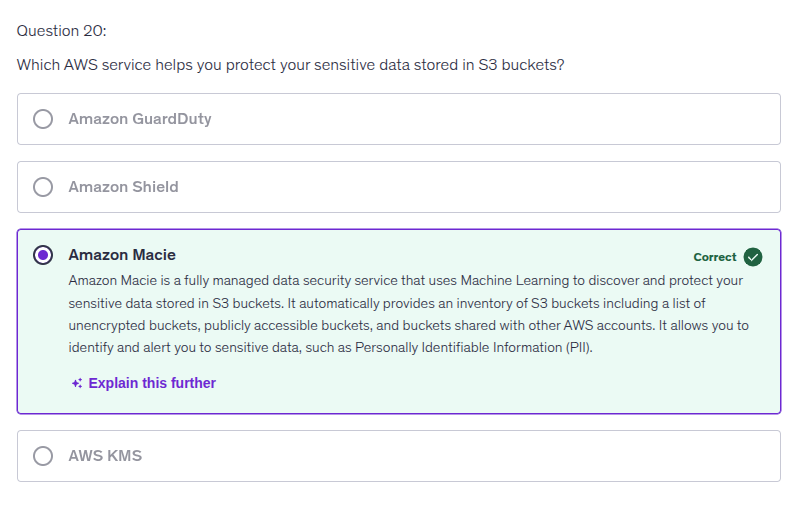 Question 20:
Which AWS service helps you protect your sensitive data stored in S3 buckets?
Amazon GuardDuty
Amazon Shield
Amazon Macie
Correct
Amazon Macie is a fully managed data security service that uses Machine Learning to discover and protect your
sensitive data stored in S3 buckets. It automatically provides an inventory of S3 buckets including a list of
unencrypted buckets, publicly accessible buckets, and buckets shared with other AWS accounts. It allows you to
identify and alert you to sensitive data, such as Personally Identifiable Information (PII).
Explain this further
AWS KMS